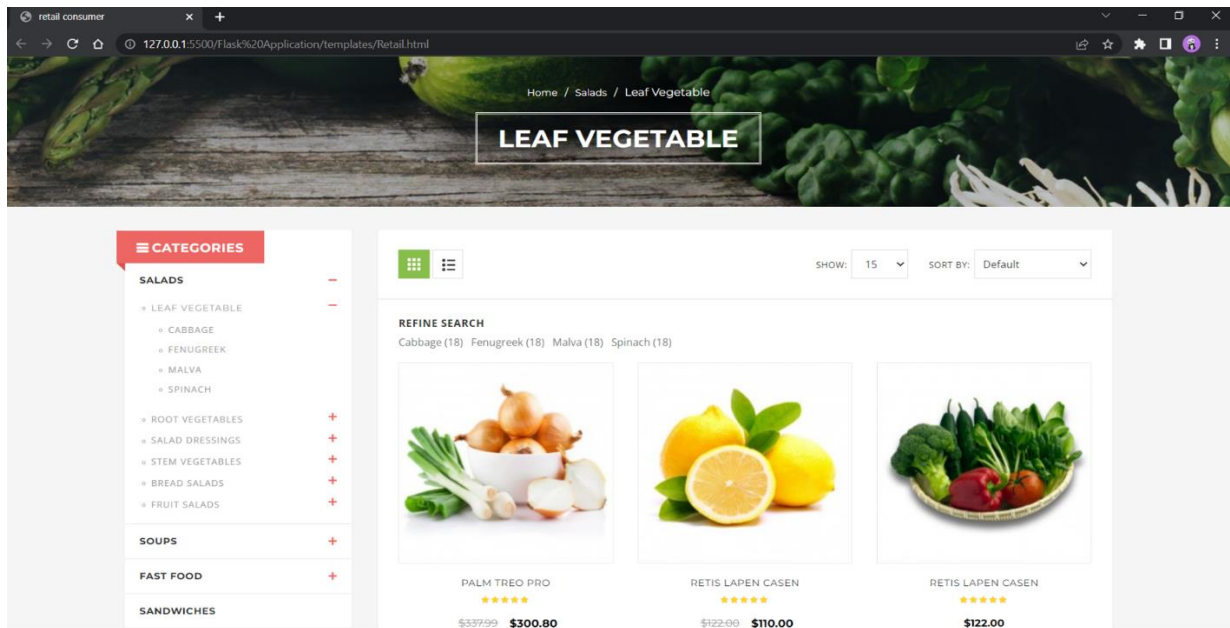 retail consumer
127.0.0.1:5500/Flask%20Application/templates/Retail.html
Home / Salads / Leaf Vegetable
LEAF VEGETABLE
CATEGORIES
SALADS
LEAF VEGETABLE
CABBAGE
FENUGREEK
MALVA
SPINACH
ROOT VEGETABLES
SALAD DRESSINGS
STEM VEGETABLES
BREAD SALADS
FRUIT SALADS
SOUPS
FAST FOOD
SANDWICHES
SHOW: 15 SORT BY: Default
REFINE SEARCH
Cabbage (18) Fenugreek (18) Malva (18) Spinach (18)
PALM TREO PRO RETIS LAPEN CASEN RETIS LAPEN CASEN
$337.99 $300.80 $122.00 $110.00 $122.00